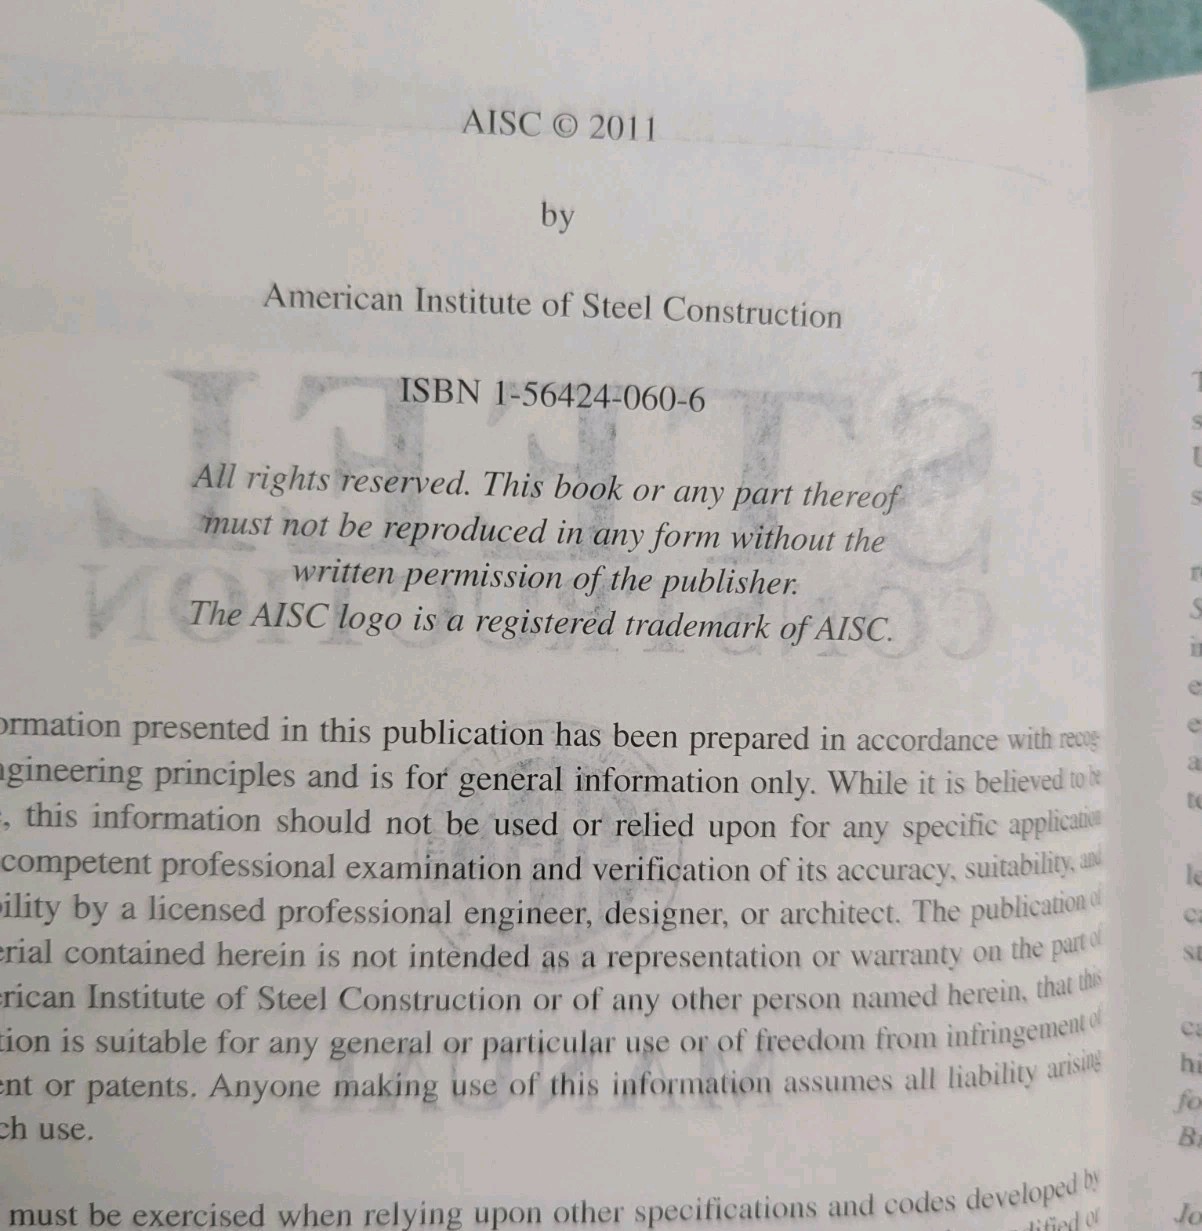 AISC © 2011
by
American Institute of Steel Construction
ISBN 1-56424-060-6
All rights reserved. This book or any part thereof
must not be reproduced in any form without the
written permission of the publisher.
The AISC logo is a registered trademark of AISC.
ormation presented in this publication has been prepared in accordance with recog-
ngineering principles and is for general information only. While it is believed to be
, this information should not be used or relied upon for any specific application
competent professional examination and verification of its accuracy, suitability, and
ility by a licensed professional engineer, designer, or architect. The publication of
erial contained herein is not intended as a representation or warranty on the part of
rican Institute of Steel Construction or of any other person named herein, that this
tion is suitable for any general or particular use or of freedom from infringement of
ent or patents. Anyone making use of this information assumes all liability arising
ch use.
must be exercised when relying upon other specifications and codes developed by